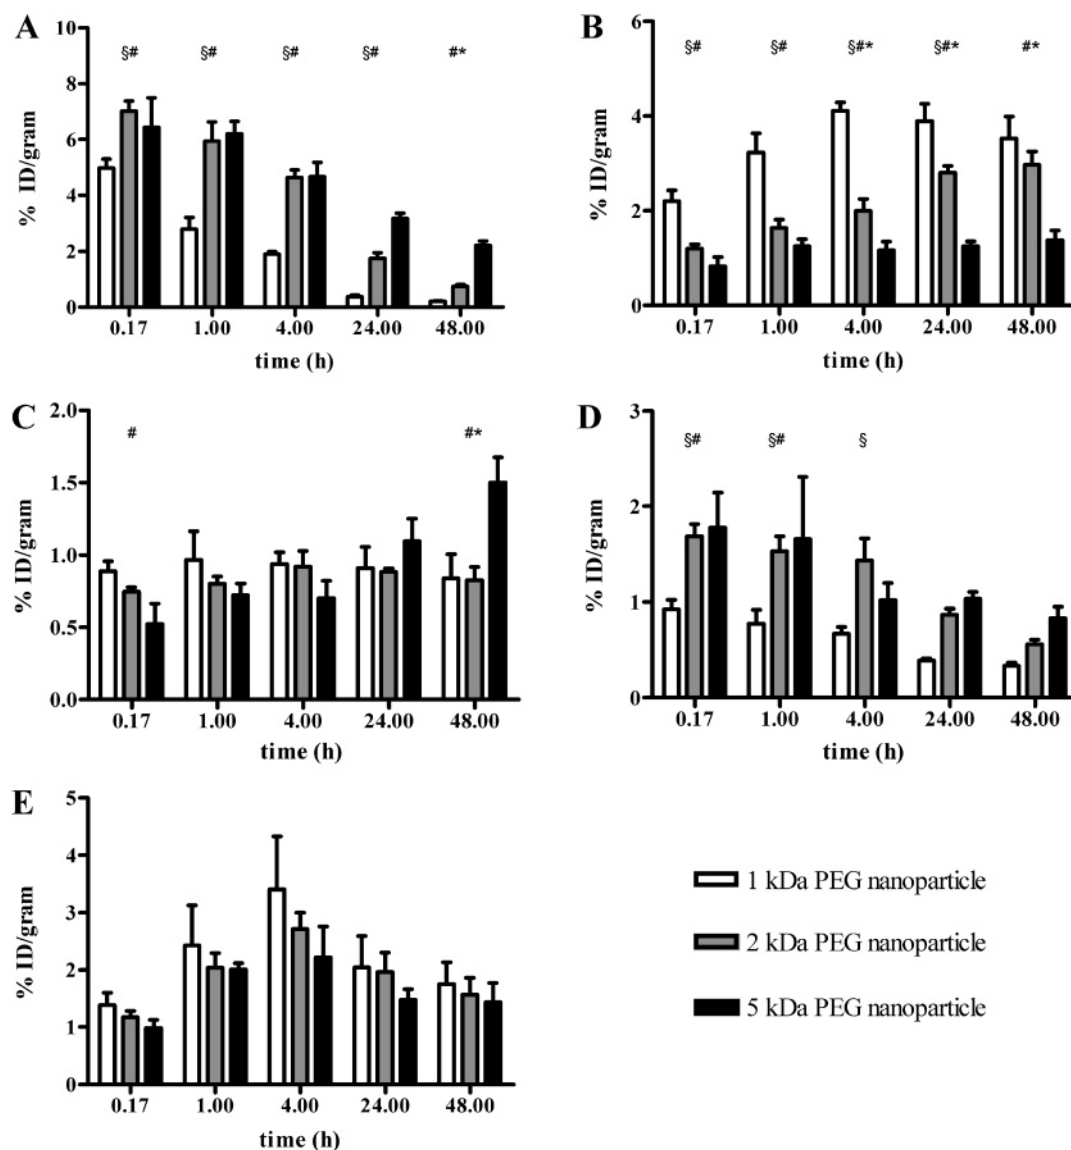 A
10
8
6
4
2
0
% ID/gram
§# §# §# §# #*
0.17 1.00 4.00 24.00 48.00
time (h)
B
6
4
2
0
% ID/gram
§# §# §#* §#* #*
0.17 1.00 4.00 24.00 48.00
time (h)
C
2.0
1.5
1.0
0.5
0.0
% ID/gram
# #*
0.17 1.00 4.00 24.00 48.00
time (h)
D
3
2
1
0
% ID/gram
§# §# §
0.17 1.00 4.00 24.00 48.00
time (h)
E
5
4
3
2
1
0
% ID/gram
0.17 1.00 4.00 24.00 48.00
time (h)
1 kDa PEG nanoparticle
2 kDa PEG nanoparticle
5 kDa PEG nanoparticle